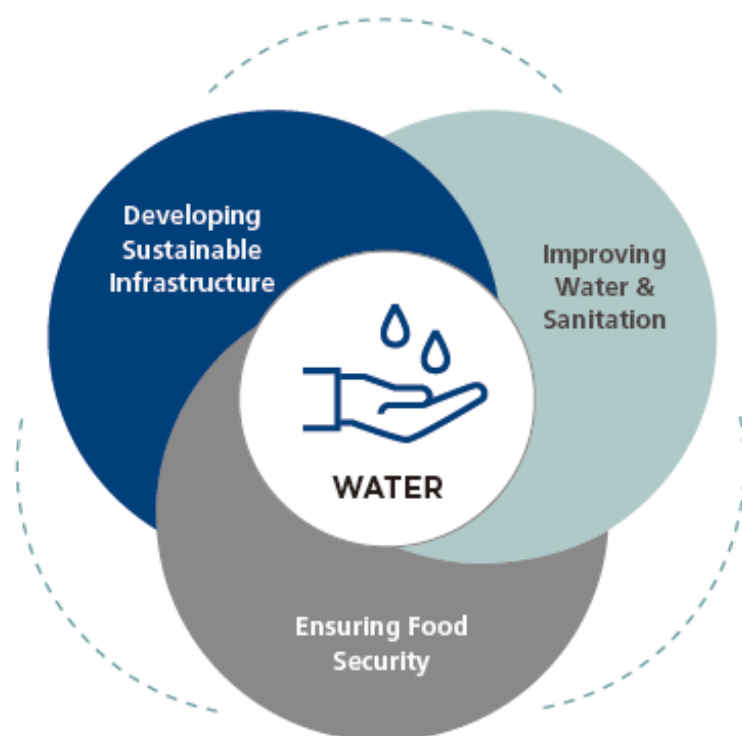 Developing
Sustainable
Infrastructure
Improving
Water &
Sanitation
WATER
Ensuring Food
Security